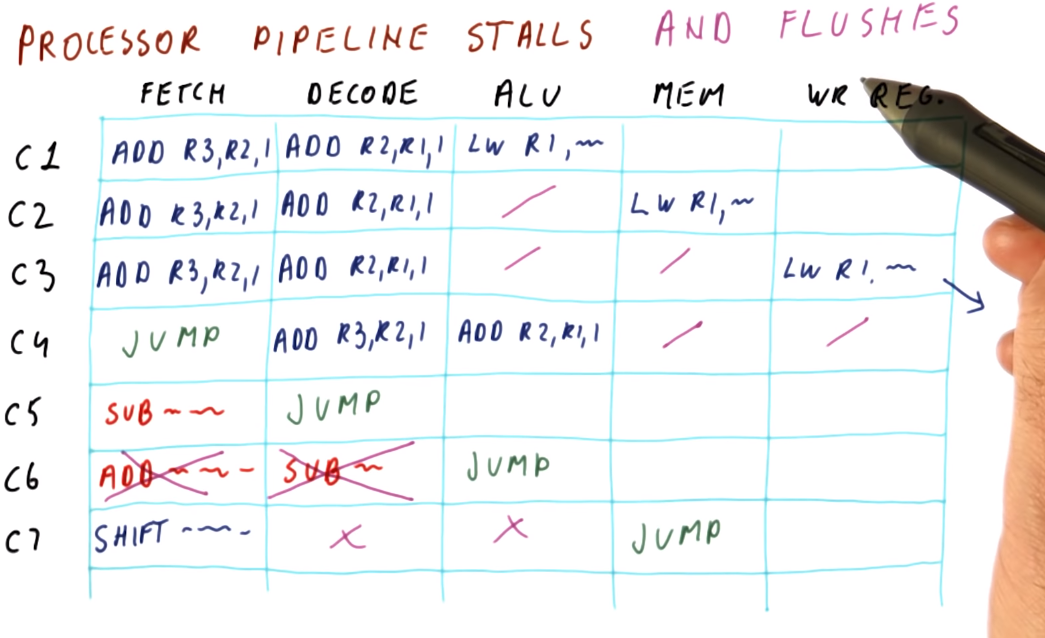 PROCESSOR PIPELINE STALLS AND FLUSHES
FETCH DECODE ALU MEM WR REG.
C1 ADD R3,R2,1 ADD R2,R1,1 LW R1,~
C2 ADD R3,R2,1 ADD R2,R1,1 / LW R1,~
C3 ADD R3,R2,1 ADD R2,R1,1 / / LW R1,~
C4 JUMP ADD R3,R2,1 ADD R2,R1,1 / /
C5 SUB ~ ~ JUMP
C6 ADD ~ ~ - SUB ~ JUMP
C7 SHIFT ~~~- X X JUMP